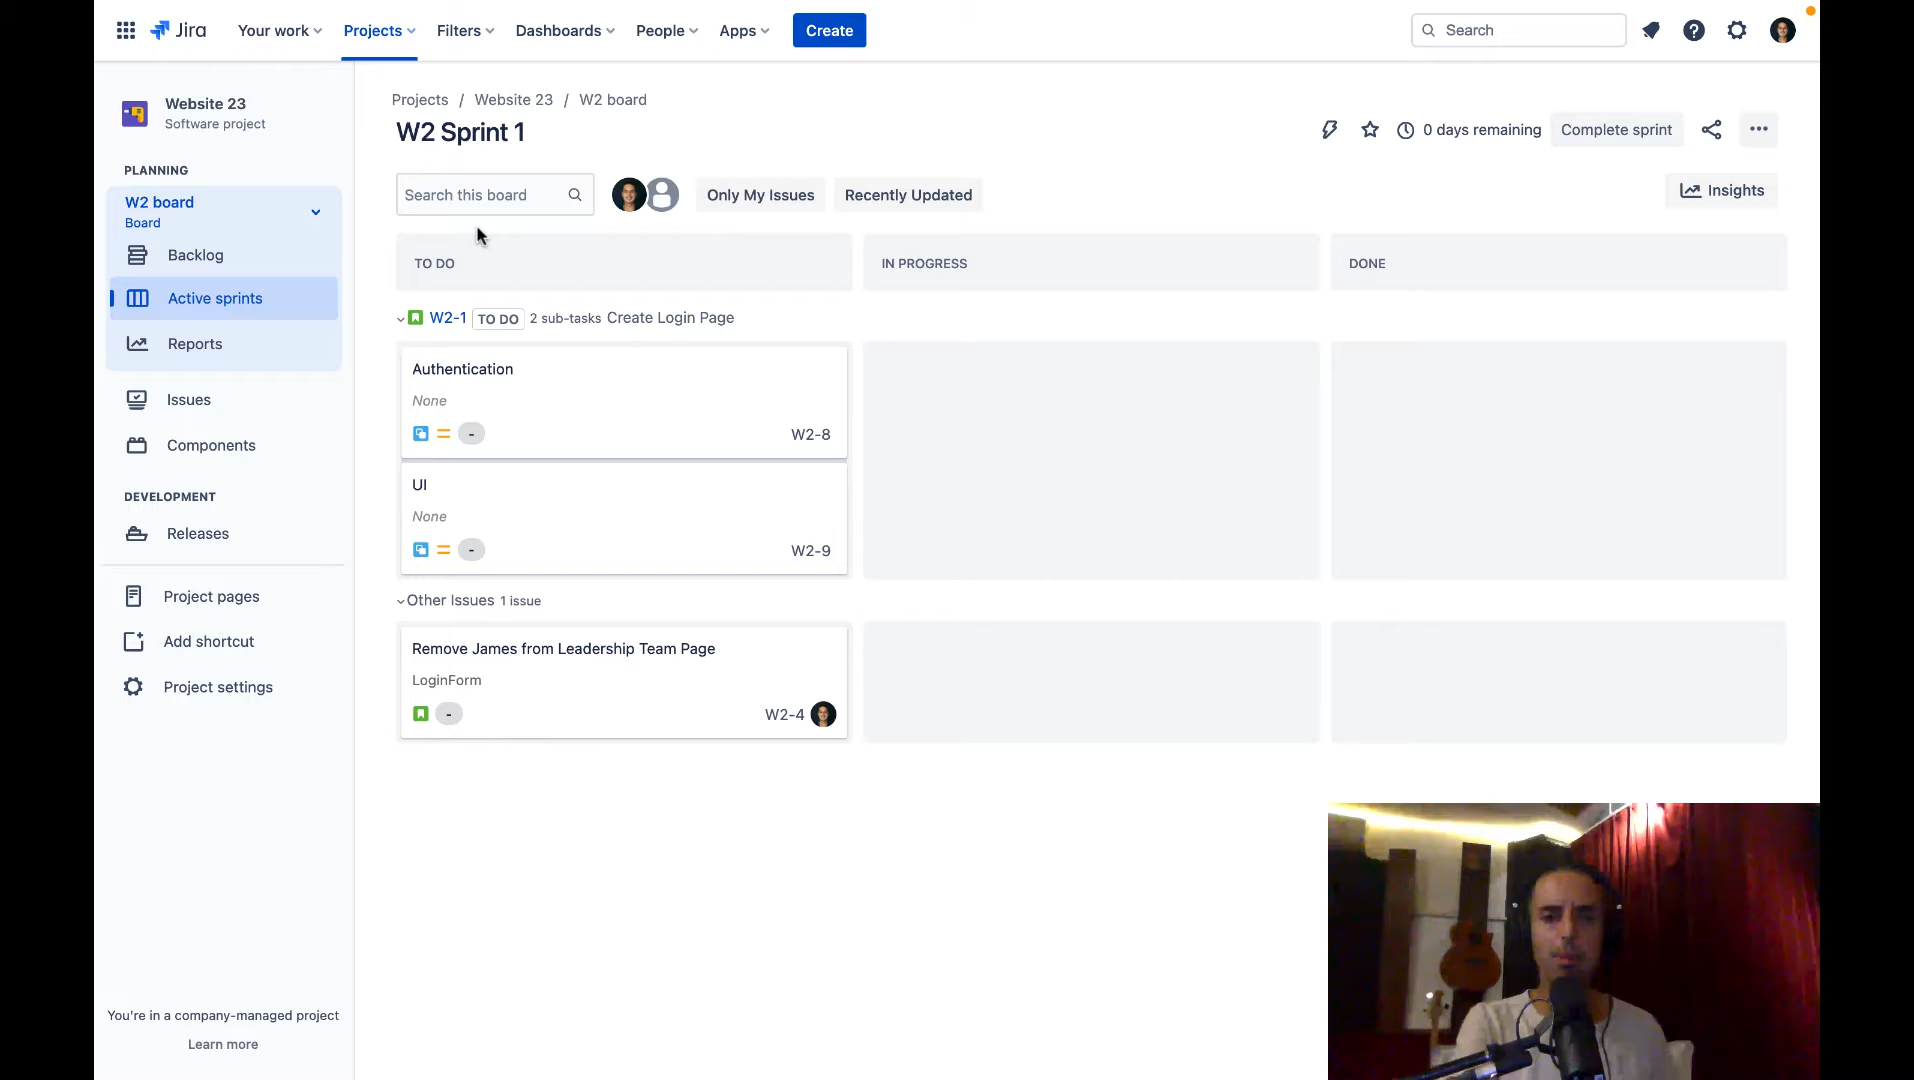 Jira
Your work
Projects
Filters
Dashboards
People
Apps
Create
Search
Website 23
Software project
PLANNING
W2 board
Board
Backlog
Active sprints
Reports
Issues
Components
DEVELOPMENT
Releases
Project pages
Add shortcut
Project settings
You're in a company-managed project
Learn more
Projects / Website 23 / W2 board
W2 Sprint 1
0 days remaining
Complete sprint
Search this board
Only My Issues
Recently Updated
Insights
TO DO
IN PROGRESS
DONE
W2-1 TO DO 2 sub-tasks Create Login Page
Authentication
None
-
W2-8
UI
None
-
W2-9
Other Issues 1 issue
Remove James from Leadership Team Page
LoginForm
-
W2-4